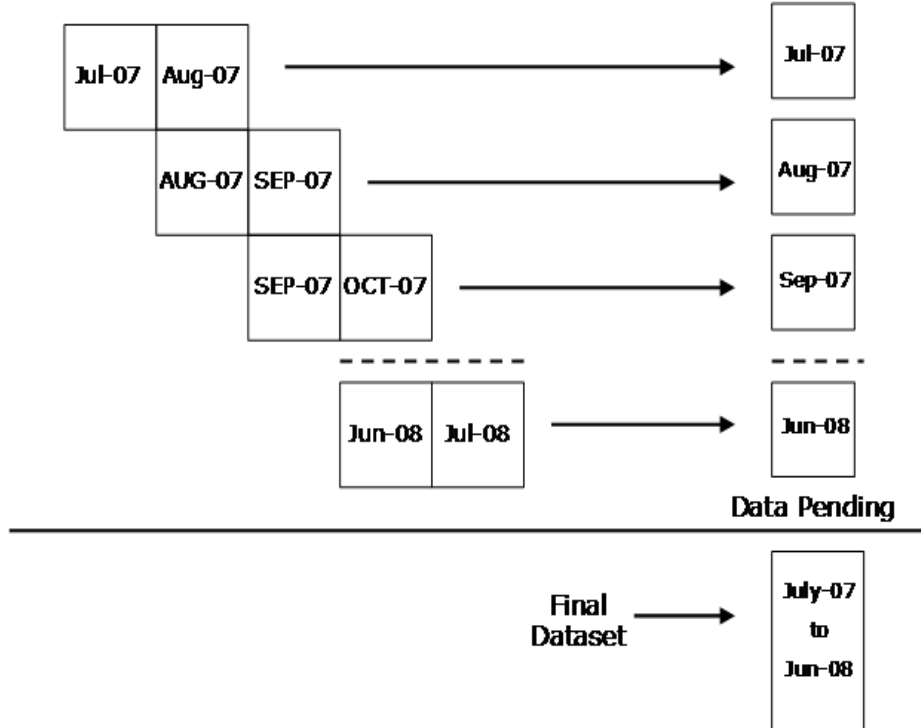 Jul-07 Aug-07 Jul-07
AUG-07 SEP-07 Aug-07
SEP-07 OCT-07 Sep-07
Jun-08 Jul-08 Jun-08
Data Pending
Final
Dataset
July-07
to
Jun-08